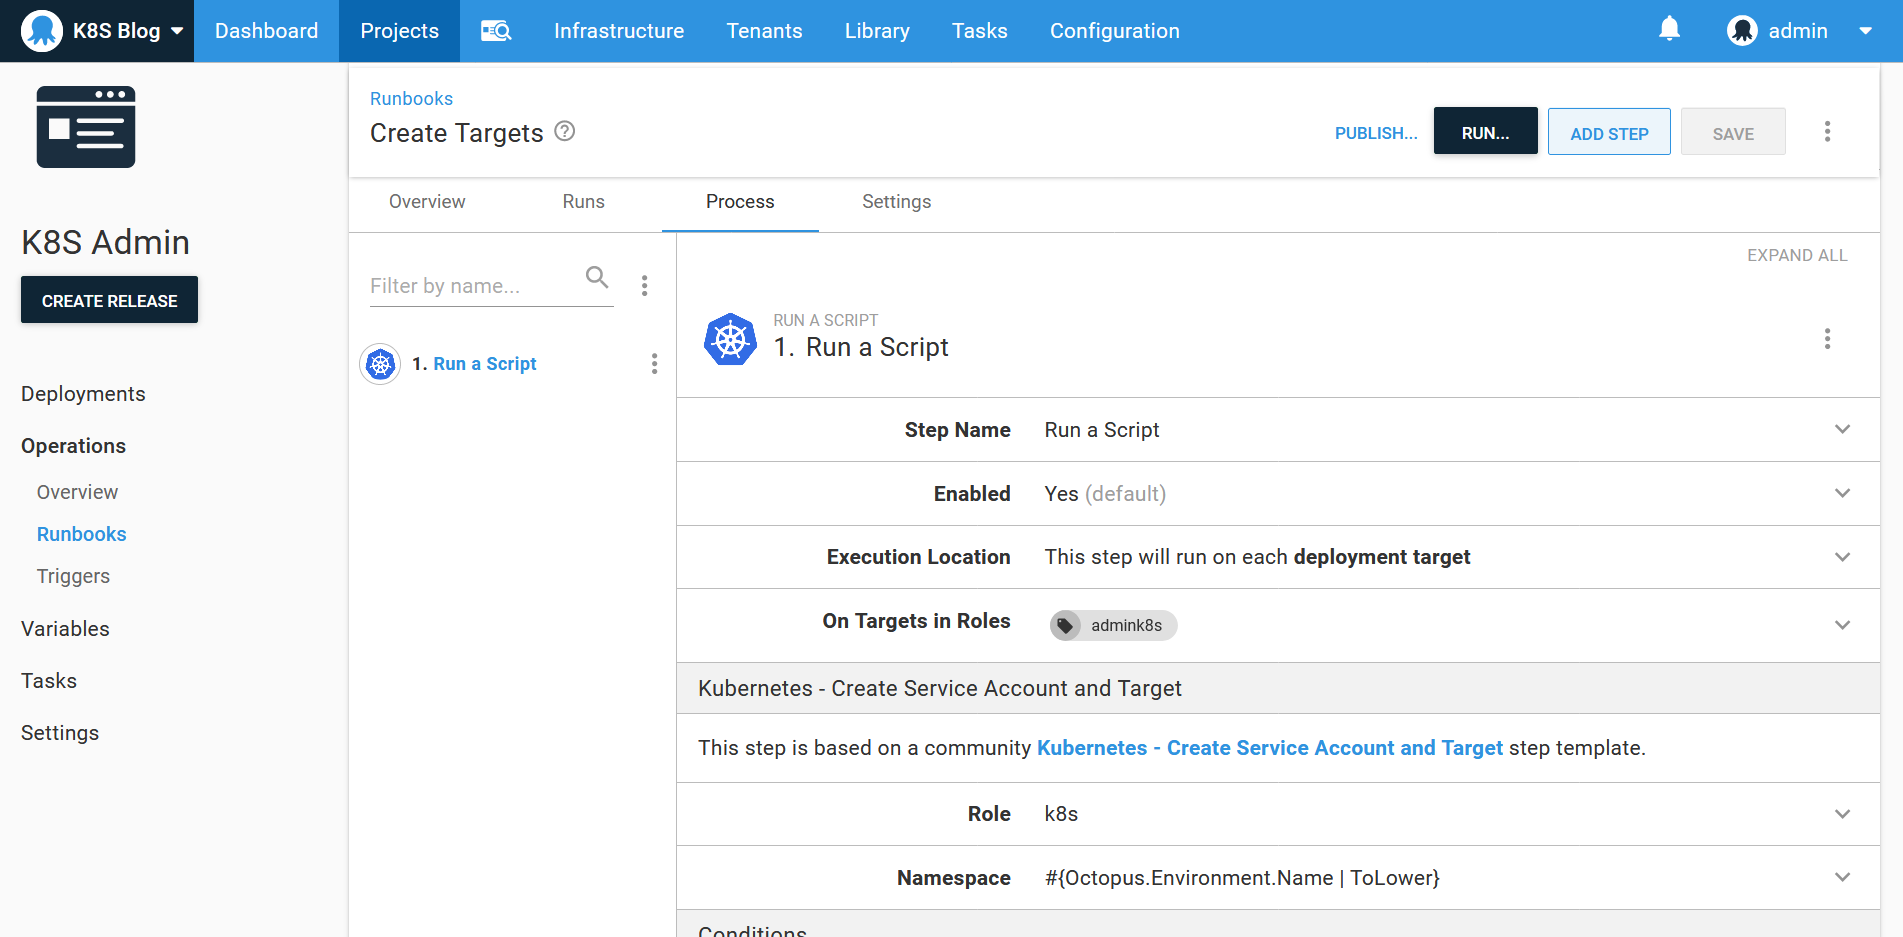 K8S Blog
Dashboard
Projects
Infrastructure
Tenants
Library
Tasks
Configuration
admin
K8S Admin
CREATE RELEASE
Deployments
Operations
Overview
Runbooks
Triggers
Variables
Tasks
Settings
Runbooks
Create Targets ?
PUBLISH...
RUN...
ADD STEP
SAVE
Overview
Runs
Process
Settings
Filter by name...
1. Run a Script
EXPAND ALL
RUN A SCRIPT
1. Run a Script
Step Name Run a Script
Enabled Yes (default)
Execution Location This step will run on each deployment target
On Targets in Roles admink8s
Kubernetes - Create Service Account and Target
This step is based on a community Kubernetes - Create Service Account and Target step template.
Role k8s
Namespace #{Octopus.Environment.Name | ToLower}
Conditions